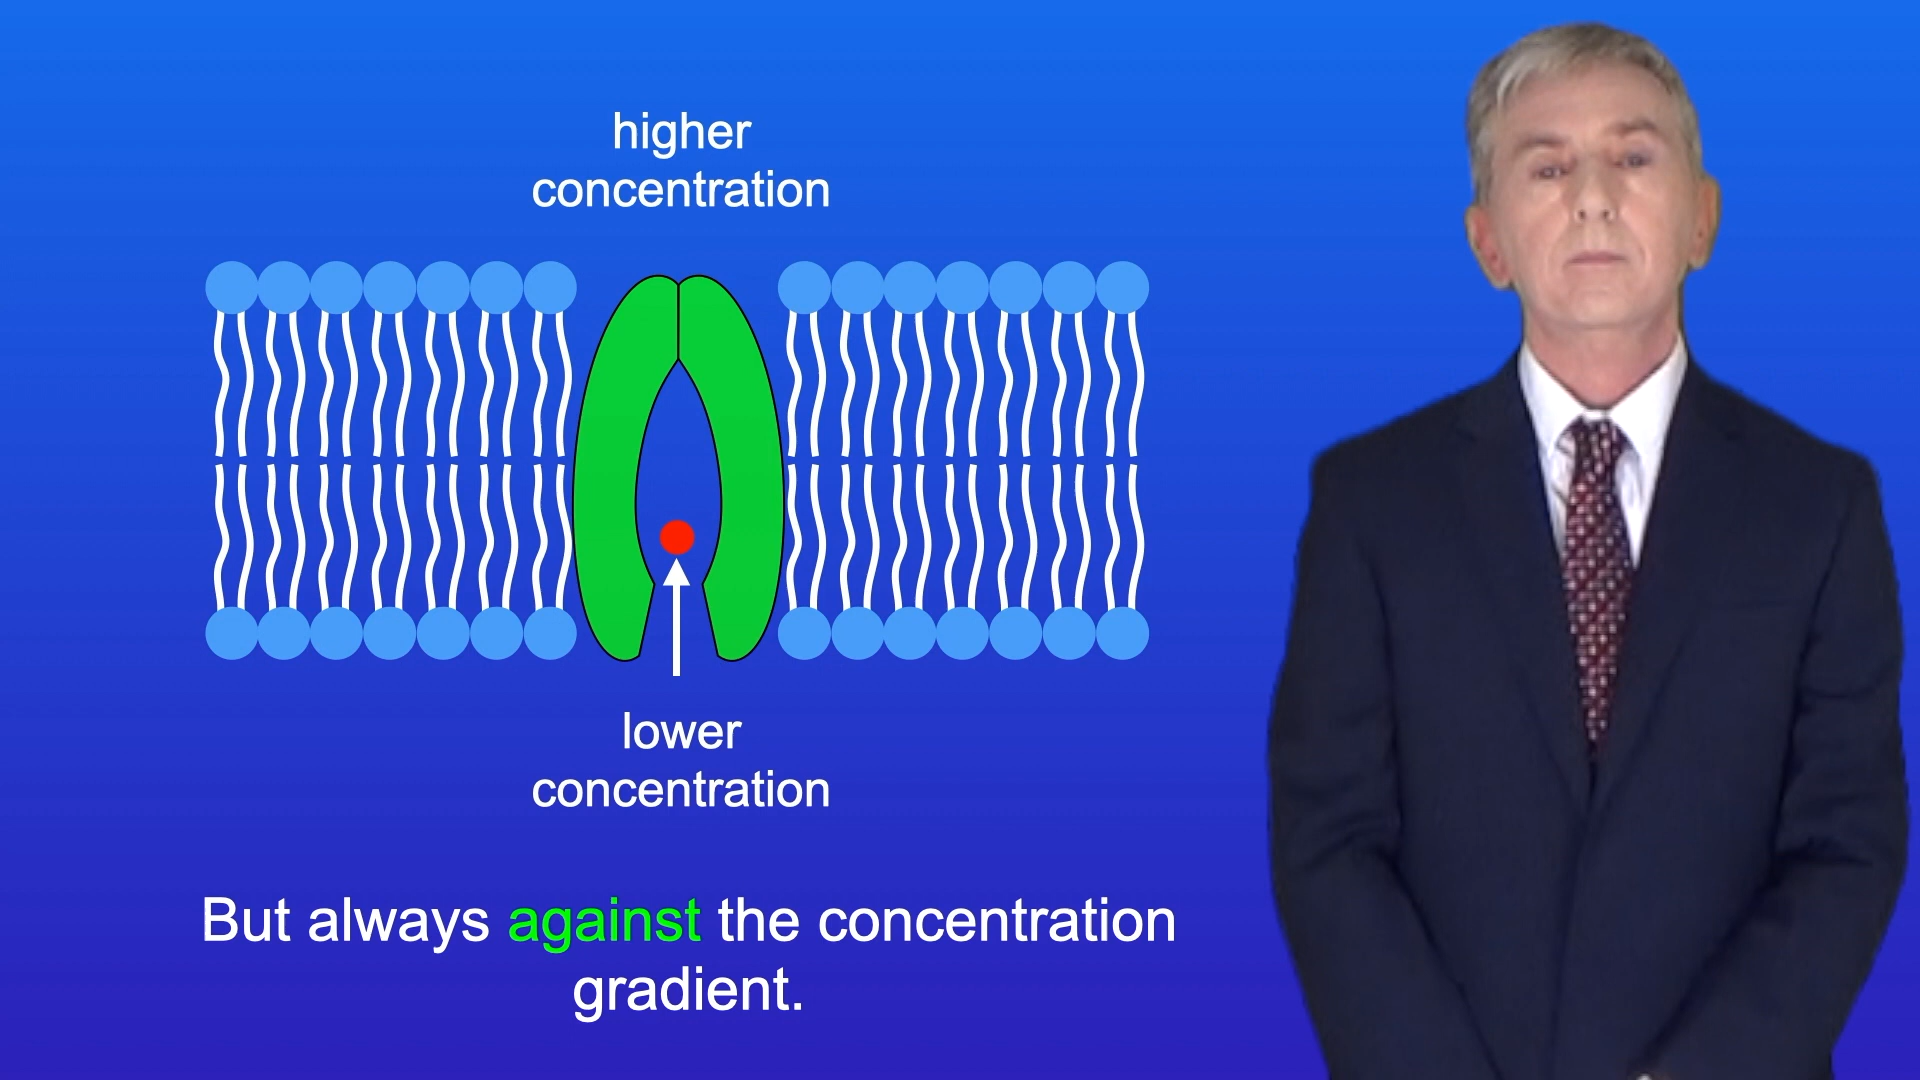 higher
concentration
lower
concentration
But always against the concentration
gradient.